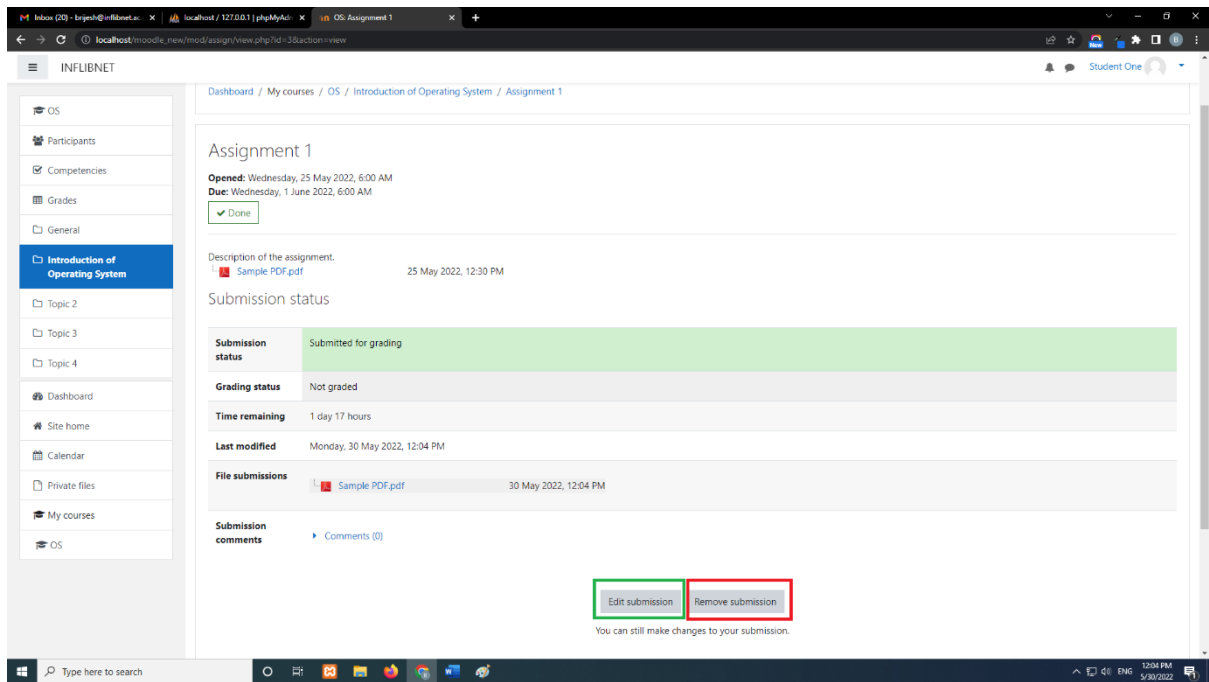 Inbox (20) - brijesh@inflibnet.ac.
localhost / 127.0.0.1 | phpMyAdm
OS: Assignment 1
localhost/moodle_new/mod/assign/view.php?id=3&action=view
New
B
INFLIBNET
Student One
OS
Participants
Competencies
Grades
General
Introduction of
Operating System
Topic 2
Topic 3
Topic 4
Dashboard
Site home
Calendar
Private files
My courses
OS
Dashboard / My courses / OS / Introduction of Operating System / Assignment 1
Assignment 1
Opened: Wednesday, 25 May 2022, 6:00 AM
Due: Wednesday, 1 June 2022, 6:00 AM
Done
Description of the assignment.
Sample PDF.pdf 25 May 2022, 12:30 PM
Submission status
Submission status Submitted for grading
Grading status Not graded
Time remaining 1 day 17 hours
Last modified Monday, 30 May 2022, 12:04 PM
File submissions Sample PDF.pdf 30 May 2022, 12:04 PM
Submission comments Comments (0)
Edit submission Remove submission
You can still make changes to your submission.
Type here to search
ENG
12:04 PM
5/30/2022